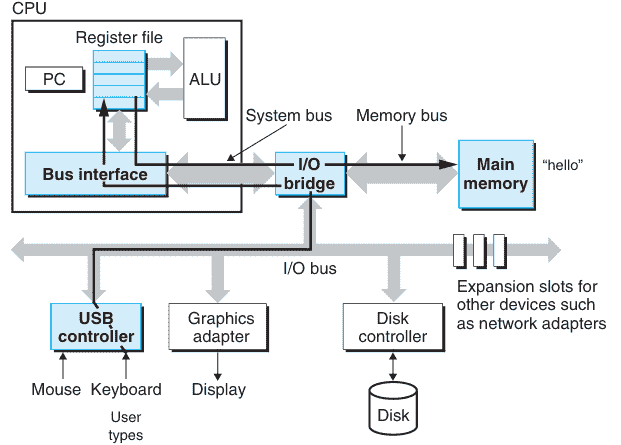 CPU
Register file
PC
ALU
System bus
Memory bus
Bus interface
I/O
bridge
Main
memory
“hello”
I/O bus
Expansion slots for
other devices such
as network adapters
USB
controller
Graphics
adapter
Disk
controller
Mouse
Keyboard
Display
Disk
User
types